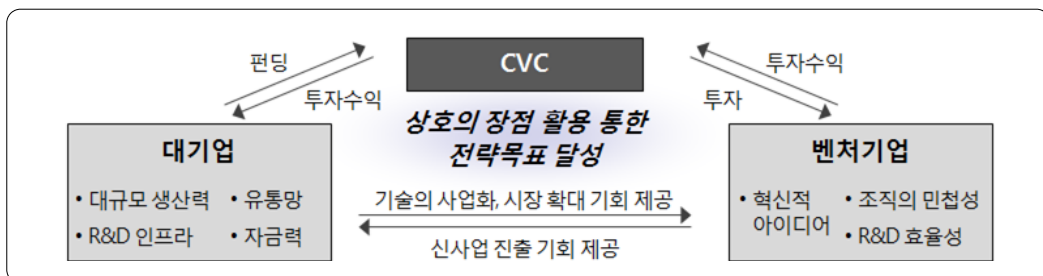 CVC
펀딩
투자수익
투자수익
투자
상호의 장점 활용 통한
전략목표 달성
대기업
• 대규모 생산력
• 유통망
• R&D 인프라
• 자금력
기술의 사업화, 시장 확대 기회 제공
신사업 진출 기회 제공
벤처기업
• 혁신적
아이디어
• 조직의 민첩성
• R&D 효율성